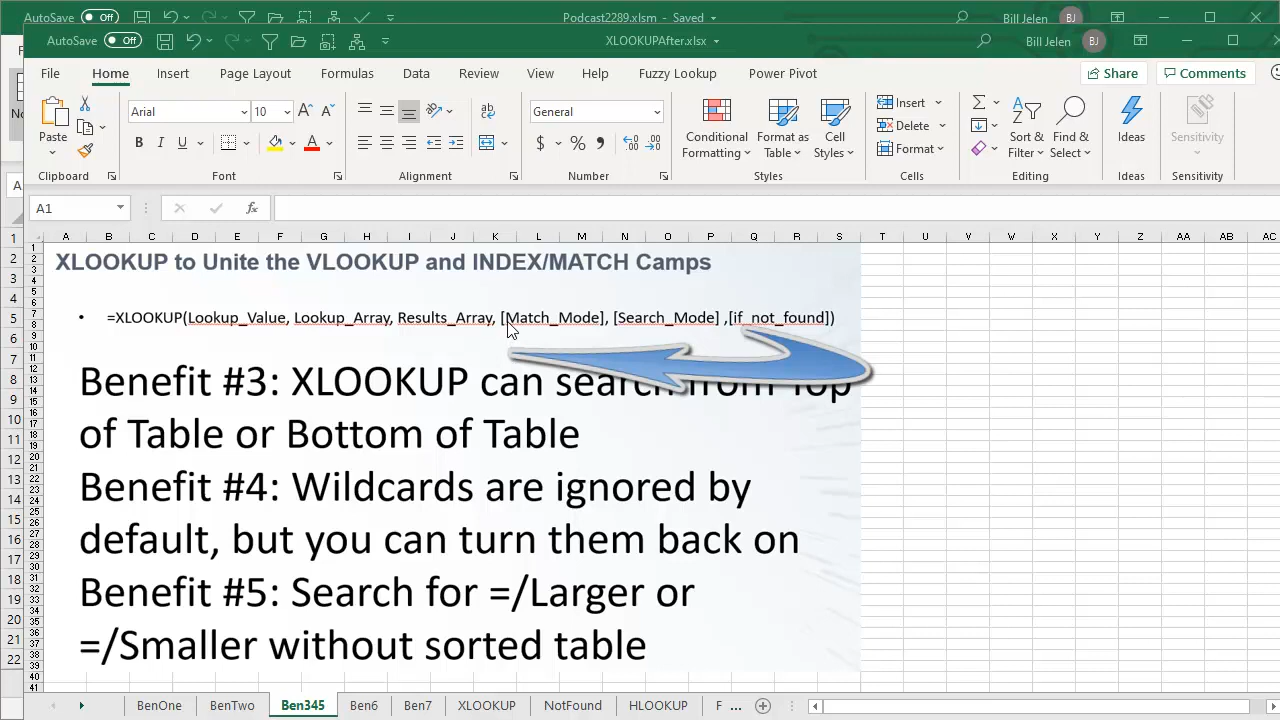 AutoSave Off Podcast2289.xlsm - Saved Bill Jelen BJ
AutoSave Off XLOOKUPAfter.xlsx Bill Jelen BJ
File Home Insert Page Layout Formulas Data Review View Help Fuzzy Lookup Power Pivot Share Comments
Paste Arial 10 General Conditional Formatting Format as Table Cell Styles Insert Delete Format Sort & Filter Find & Select Ideas Sensitivity
Clipboard Font Alignment Number Styles Cells Editing Ideas Sensitivity
A1 fx
A B C D E F G H I J K L M N O P Q R S T U V W X Y Z AA AB AC
XLOOKUP to Unite the VLOOKUP and INDEX/MATCH Camps
• =XLOOKUP(Lookup_Value, Lookup_Array, Results_Array, [Match_Mode], [Search_Mode] ,[if_not_found])
Benefit #3: XLOOKUP can search from Top
of Table or Bottom of Table
Benefit #4: Wildcards are ignored by
default, but you can turn them back on
Benefit #5: Search for =/Larger or
=/Smaller without sorted table
BenOne BenTwo Ben345 Ben6 Ben7 XLOOKUP NotFound HLOOKUP F ...